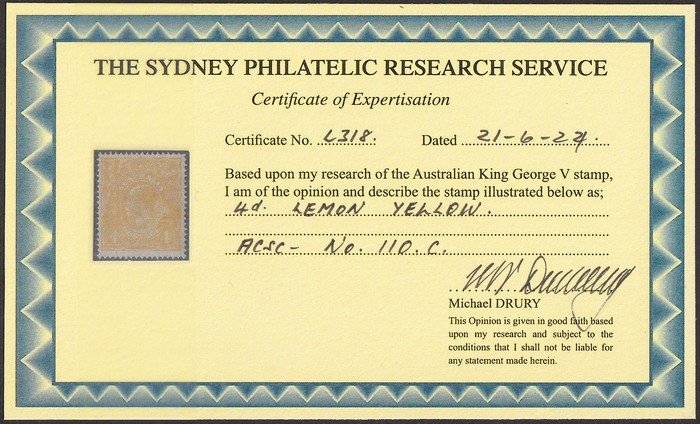 THE SYDNEY PHILATELIC RESEARCH SERVICE
Certificate of Expertisation
Certificate No. L318. Dated 21-6-24.
Based upon my research of the Australian King George V stamp,
I am of the opinion and describe the stamp illustrated below as;
4d. LEMON YELLOW.
ACSC- No. 110.C.
Michael DRURY
This Opinion is given in good faith based
upon my research and subject to the
conditions that I shall not be liable for
any statement made herein.